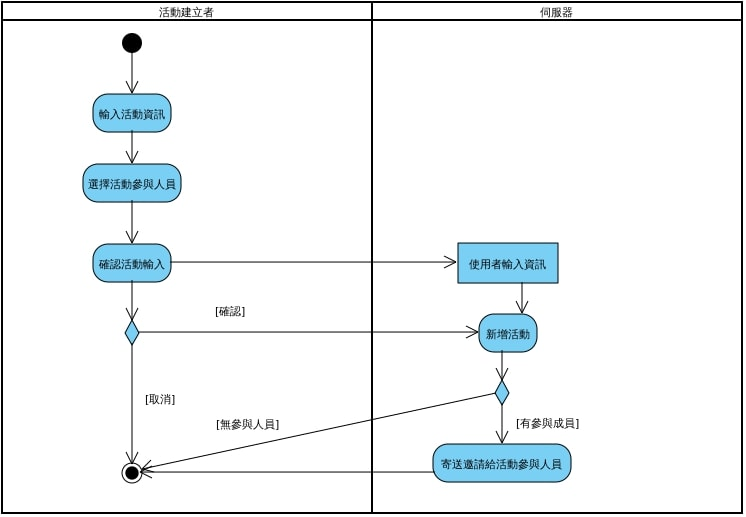 活動建立者
伺服器
輸入活動資訊
選擇活動參與人員
確認活動輸入
使用者輸入資訊
[確認]
新增活動
[取消]
[無參與人員]
[有參與成員]
寄送邀請給活動參與人員